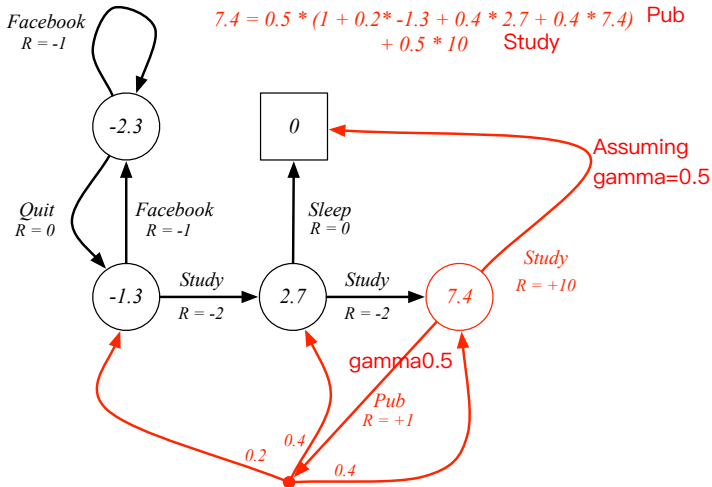 Facebook
R = -1
7.4 = 0.5 * (1 + 0.2* -1.3 + 0.4 * 2.7 + 0.4 * 7.4) Pub
+ 0.5 * 10 Study
-2.3
0
Assuming
gamma=0.5
Quit
R = 0
Facebook
R = -1
Sleep
R = 0
Study
R = +10
-1.3
Study
R = -2
2.7
Study
R = -2
7.4
gamma0.5
Pub
R = +1
0.2
0.4
0.4